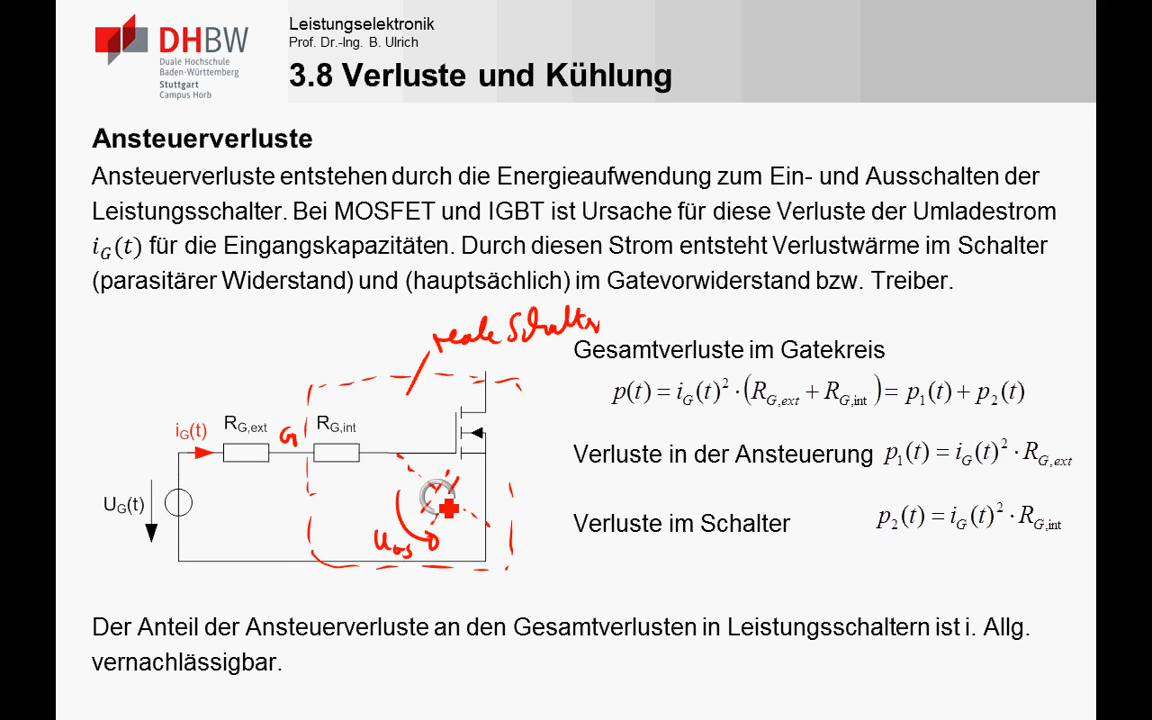 DHBW
Duale Hochschule
Baden-Württemberg
Stuttgart
Campus Horb
Leistungselektronik
Prof. Dr.-Ing. B. Ulrich
3.8 Verluste und Kühlung
Ansteuerverluste
Ansteuerverluste entstehen durch die Energieaufwendung zum Ein- und Ausschalten der
Leistungsschalter. Bei MOSFET und IGBT ist Ursache für diese Verluste der Umladestrom
i_G(t) für die Eingangskapazitäten. Durch diesen Strom entsteht Verlustwärme im Schalter
(parasitärer Widerstand) und (hauptsächlich) im Gatevorwiderstand bzw. Treiber.
reale Schalter
Gesamtverluste im Gatekreis
p(t) = i_G(t)² · (R_G,ext + R_G,int) = p₁(t) + p₂(t)
i_G(t) R_G,ext G R_G,int
Verluste in der Ansteuerung p₁(t) = i_G(t)² · R_G,ext
U_G(t)
Verluste im Schalter p₂(t) = i_G(t)² · R_G,int
u_GS
Der Anteil der Ansteuerverluste an den Gesamtverlusten in Leistungsschaltern ist i. Allg.
vernachlässigbar.